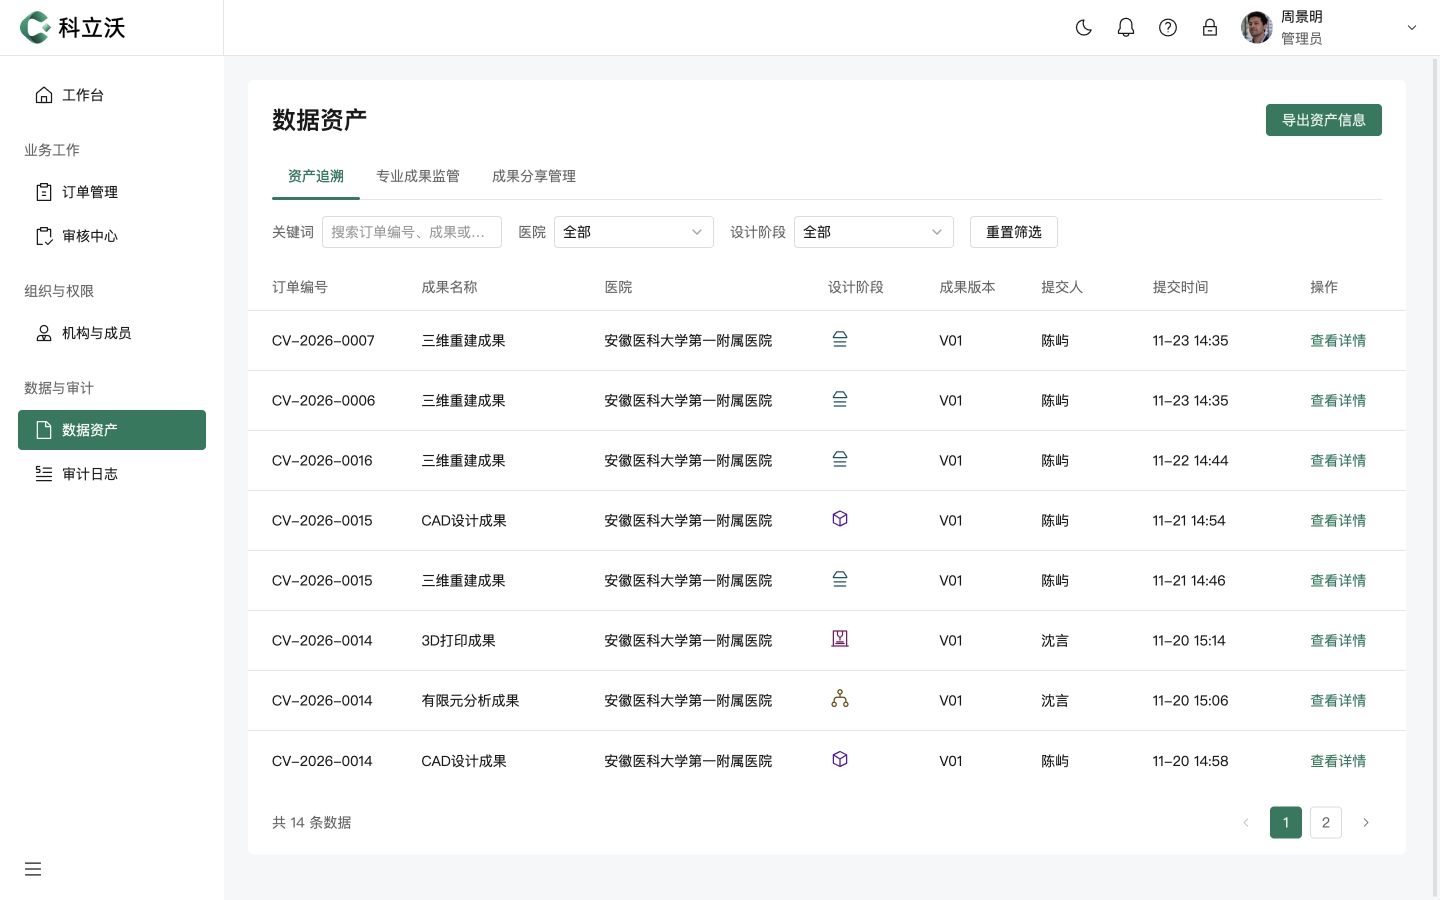 科立沃
周景明
管理员
工作台
业务工作
订单管理
审核中心
组织与权限
机构与成员
数据与审计
数据资产
审计日志
数据资产
导出资产信息
资产追溯 专业成果监管 成果分享管理
关键词 搜索订单编号、成果或... 医院 全部 设计阶段 全部 重置筛选
订单编号 成果名称 医院 设计阶段 成果版本 提交人 提交时间 操作
CV-2026-0007 三维重建成果 安徽医科大学第一附属医院 V01 陈屿 11-23 14:35 查看详情
CV-2026-0006 三维重建成果 安徽医科大学第一附属医院 V01 陈屿 11-23 14:35 查看详情
CV-2026-0016 三维重建成果 安徽医科大学第一附属医院 V01 陈屿 11-22 14:44 查看详情
CV-2026-0015 CAD设计成果 安徽医科大学第一附属医院 V01 陈屿 11-21 14:54 查看详情
CV-2026-0015 三维重建成果 安徽医科大学第一附属医院 V01 陈屿 11-21 14:46 查看详情
CV-2026-0014 3D打印成果 安徽医科大学第一附属医院 V01 沈言 11-20 15:14 查看详情
CV-2026-0014 有限元分析成果 安徽医科大学第一附属医院 V01 沈言 11-20 15:06 查看详情
CV-2026-0014 CAD设计成果 安徽医科大学第一附属医院 V01 陈屿 11-20 14:58 查看详情
共 14 条数据 1 2